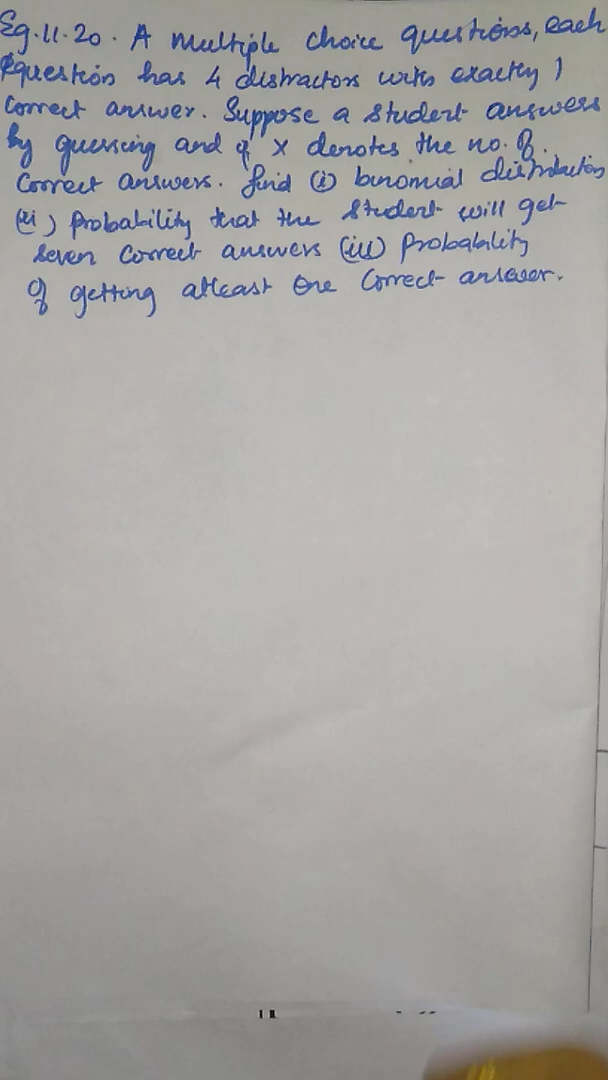 Eg.11.20. A multiple choice questions, each
question has 4 distractors with exactly 1
correct answer. Suppose a student answers
by guessing and if x denotes the no. of
correct answers. find (i) binomial distribution
(ii) Probability that the student will get
seven correct answers (iii) Probability
of getting atleast one correct answer.